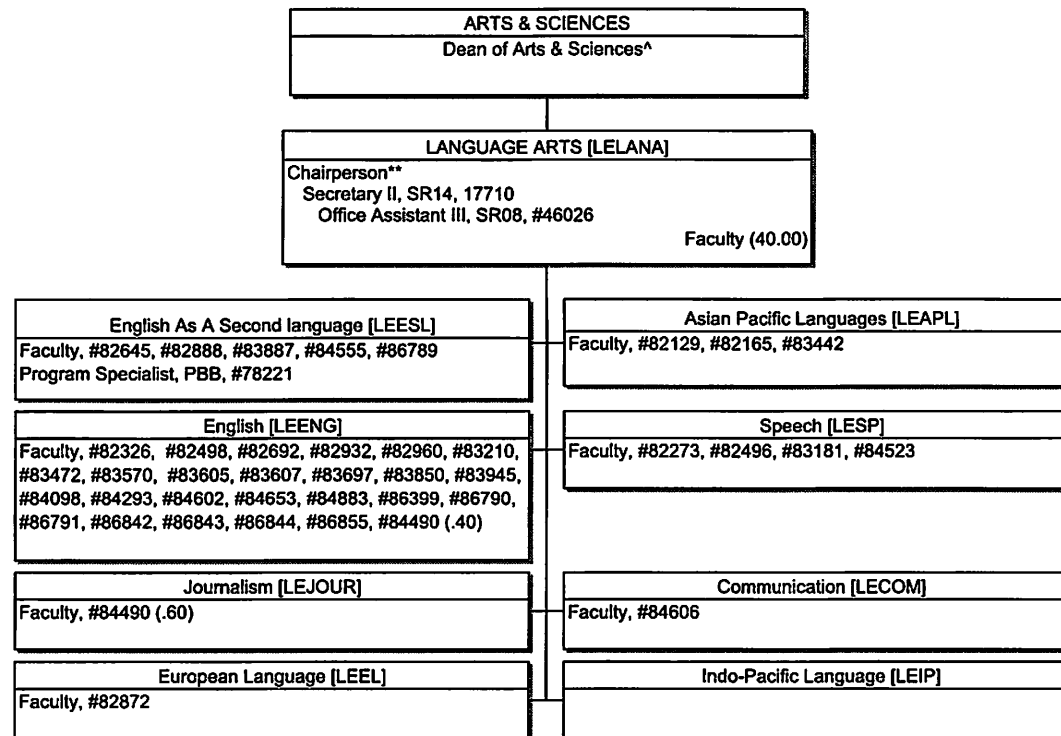 ARTS & SCIENCES
Dean of Arts & Sciences^
LANGUAGE ARTS [LELANA]
Chairperson**
Secretary II, SR14, 17710
Office Assistant III, SR08, #46026
Faculty (40.00)
English As A Second language [LEESL]
Faculty, #82645, #82888, #83887, #84555, #86789
Program Specialist, PBB, #78221
Asian Pacific Languages [LEAPL]
Faculty, #82129, #82165, #83442
English [LEENG]
Faculty, #82326, #82498, #82692, #82932, #82960, #83210,
#83472, #83570, #83605, #83607, #83697, #83850, #83945,
#84098, #84293, #84602, #84653, #84883, #86399, #86790,
#86791, #86842, #86843, #86844, #86855, #84490 (.40)
Speech [LESP]
Faculty, #82273, #82496, #83181, #84523
Journalism [LEJOUR]
Faculty, #84490 (.60)
Communication [LECOM]
Faculty, #84606
European Language [LEEL]
Faculty, #82872
Indo-Pacific Language [LEIP]